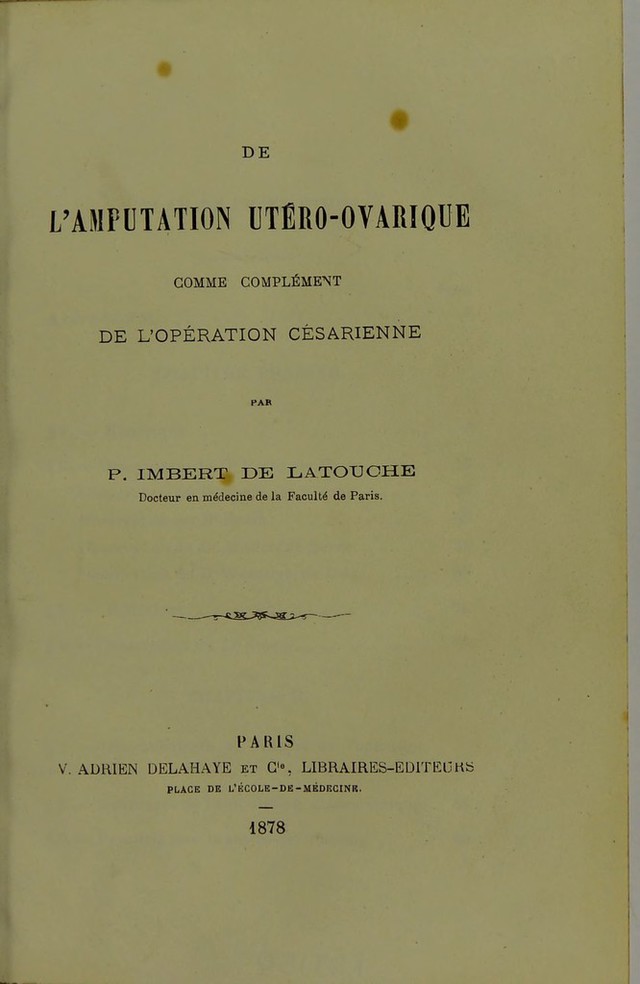 DE
L'AMPUTATION UTÉRO-OVARIQUE
COMME COMPLÉMENT
DE L'OPÉRATION CÉSARIENNE
PAR
P. IMBERT DE LATOUCHE
Docteur en médecine de la Faculté de Paris.
PARIS
V. ADRIEN DELAHAYE ET Cie, LIBRAIRES-EDITEURS
PLACE DE L'ÉCOLE-DE-MÉDECINE.
1878